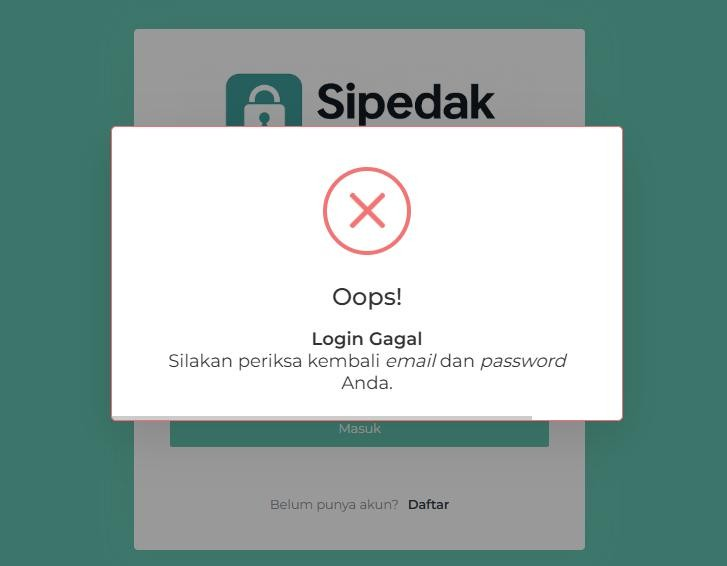 Sipedak
Oops!
Login Gagal
Silakan periksa kembali email dan password
Anda.
Masuk
Belum punya akun? Daftar